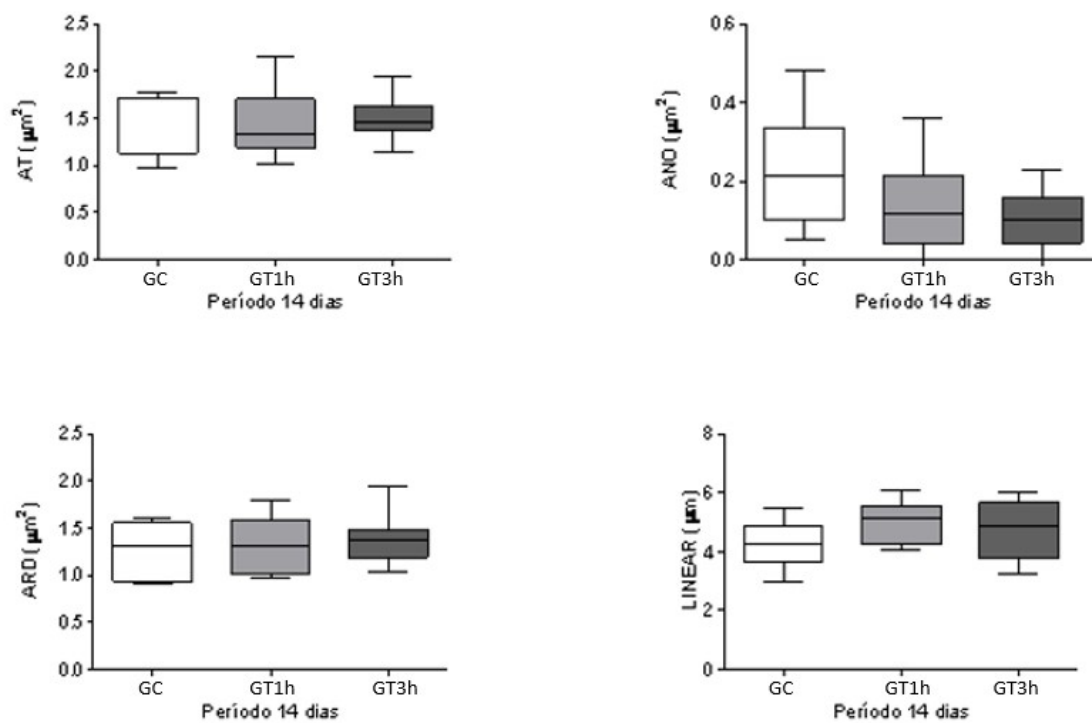 AT (µm²)
2.5
2.0
1.5
1.0
0.5
0.0
GC GT1h GT3h
Período 14 dias
ANO (µm²)
0.6
0.4
0.2
0.0
GC GT1h GT3h
Período 14 dias
ARD (µm²)
2.5
2.0
1.5
1.0
0.5
0.0
GC GT1h GT3h
Período 14 dias
LINEAR (µm)
8
6
4
2
0
GC GT1h GT3h
Período 14 dias